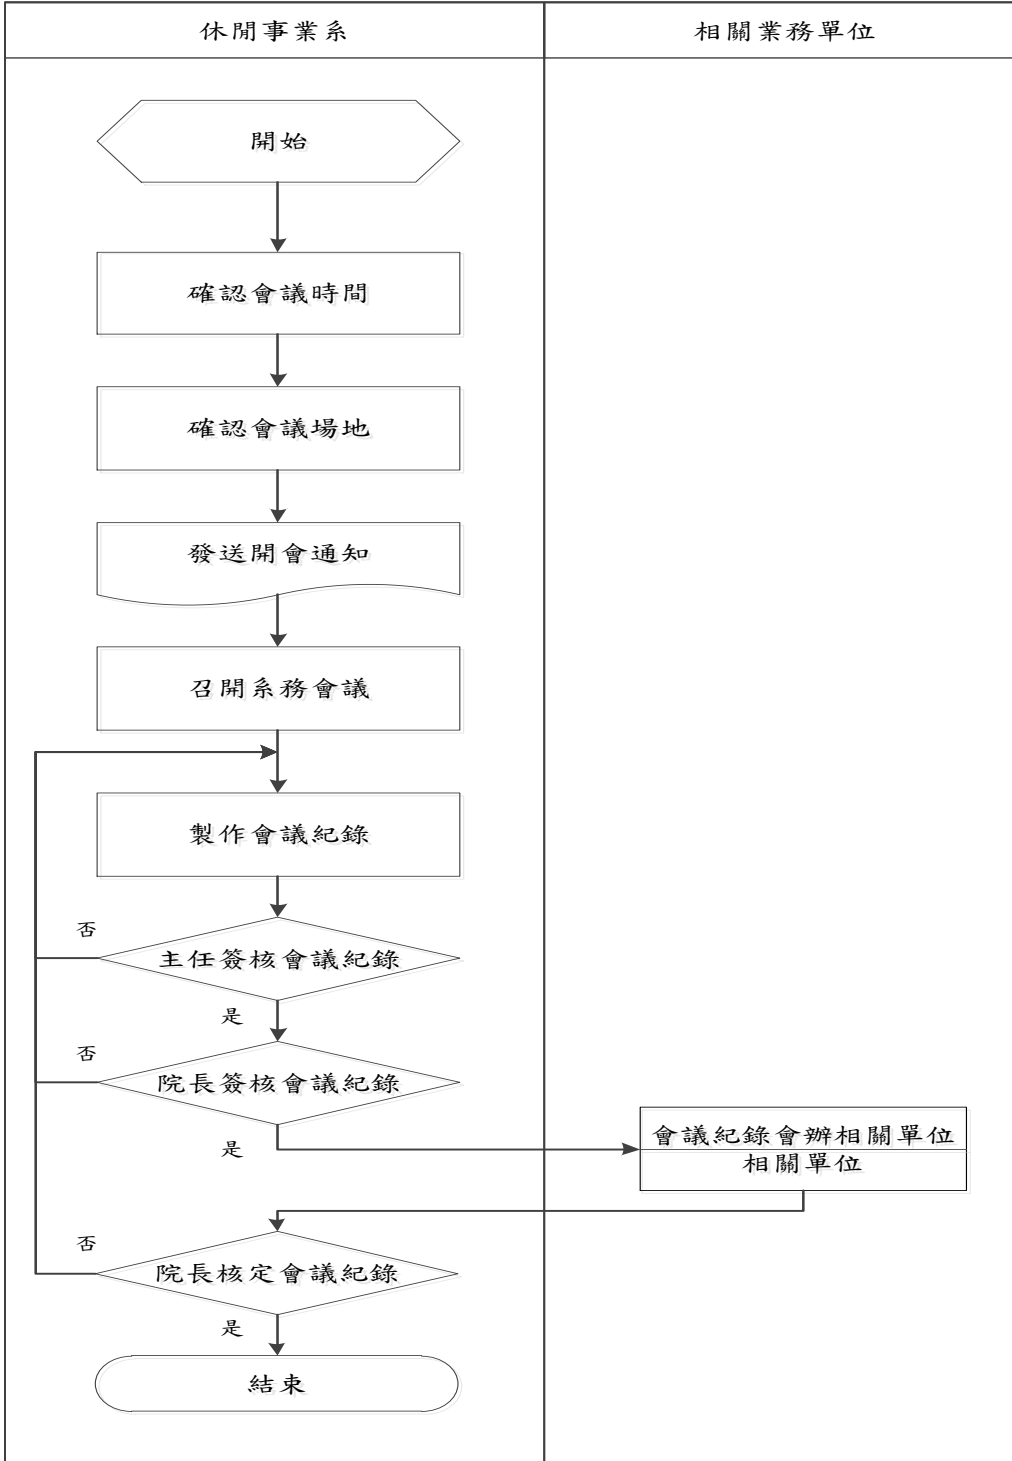 休閒事業系
相關業務單位
開始
確認會議時間
確認會議場地
發送開會通知
召開系務會議
製作會議紀錄
否
主任簽核會議紀錄
是
否
院長簽核會議紀錄
是
會議紀錄會辦相關單位
相關單位
否
院長核定會議紀錄
是
結束